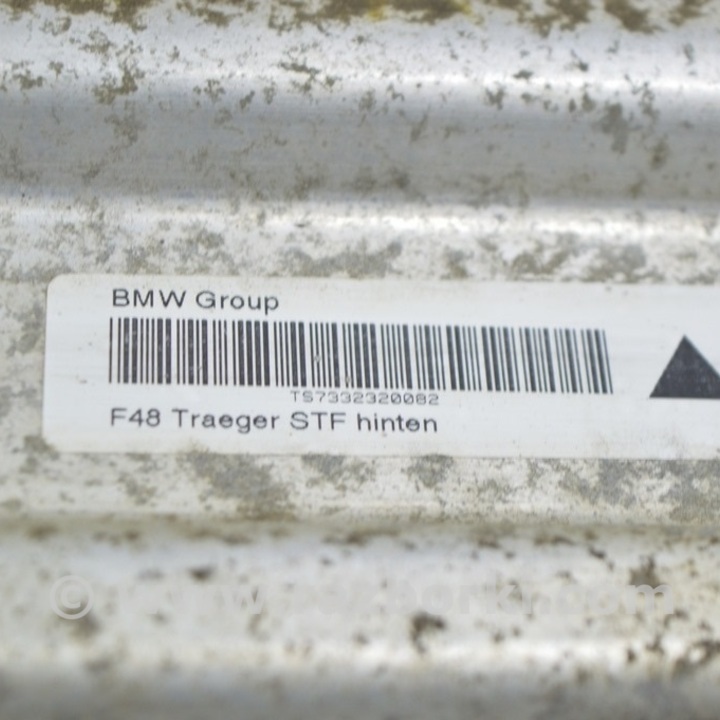 BMW Group
TS7332320082
F48 Traeger STF hinten